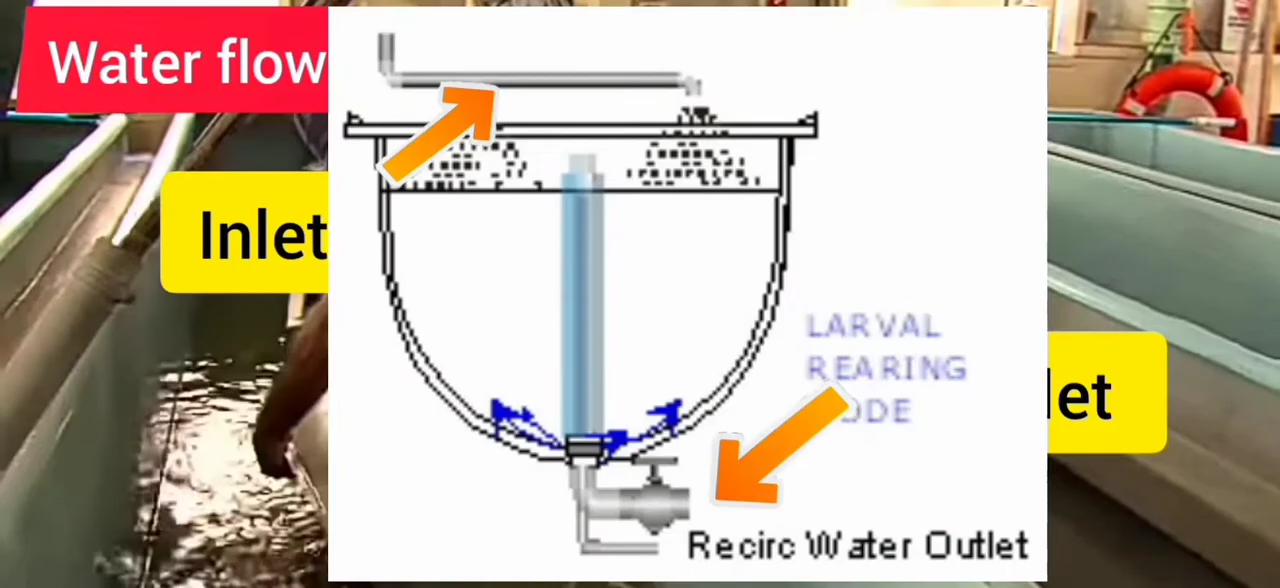 Water flow
Inlet
LARVAL
REARING
Recirc Water Outlet